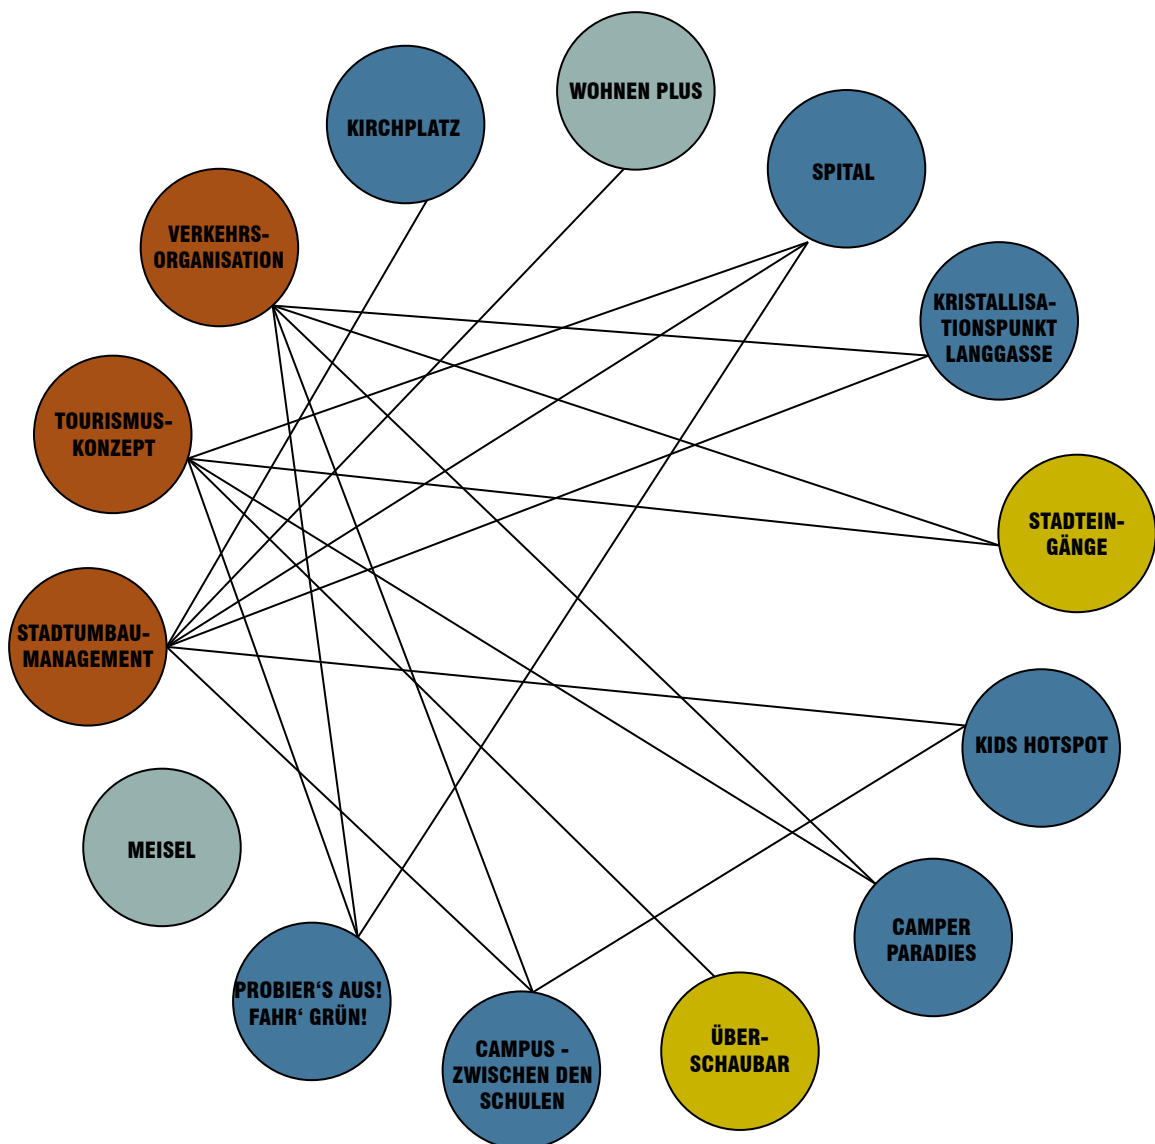 WOHNEN PLUS
KIRCHPLATZ
SPITAL
VERKEHRS-
ORGANISATION
KRISTALLISA-
TIONSPUNKT
LANGGASSE
TOURISMUS-
KONZEPT
STADTEIN-
GÄNGE
STADTUMBAU-
MANAGEMENT
KIDS HOTSPOT
MEISEL
CAMPER
PARADIES
PROBIER‘S AUS!
FAHR‘ GRÜN!
CAMPUS -
ZWISCHEN DEN
SCHULEN
ÜBER-
SCHAUBAR